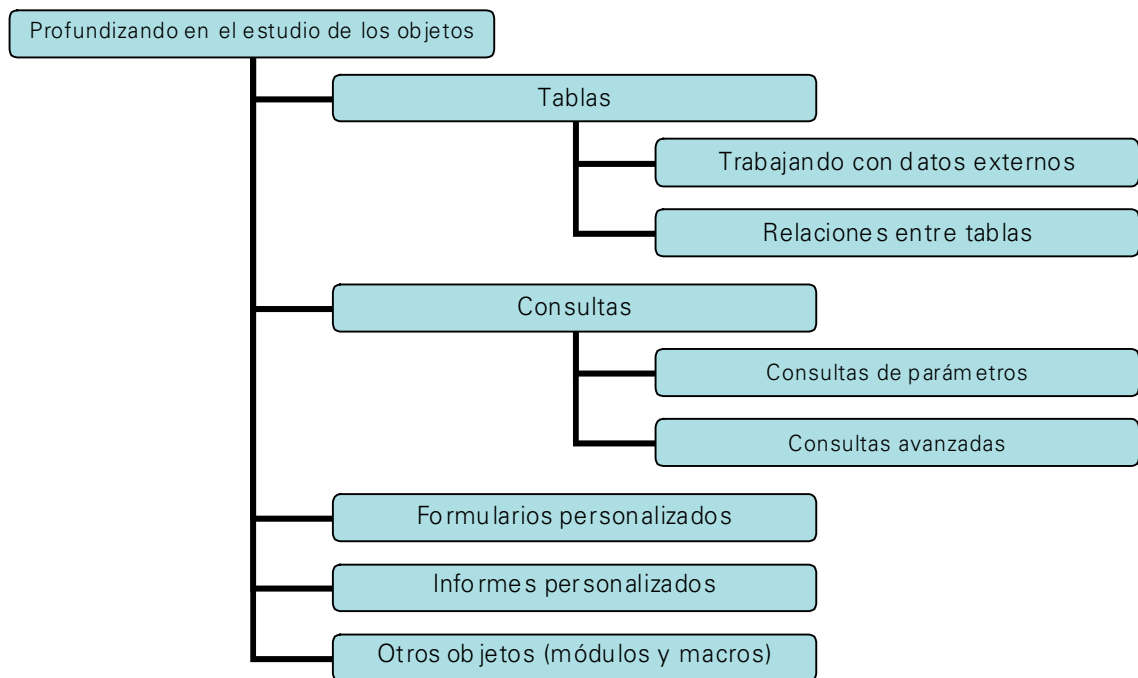 Profundizando en el estudio de los objetos
Tablas
Trabajando con datos externos
Relaciones entre tablas
Consultas
Consultas de parámetros
Consultas avanzadas
Formularios personalizados
Informes personalizados
Otros objetos (módulos y macros)